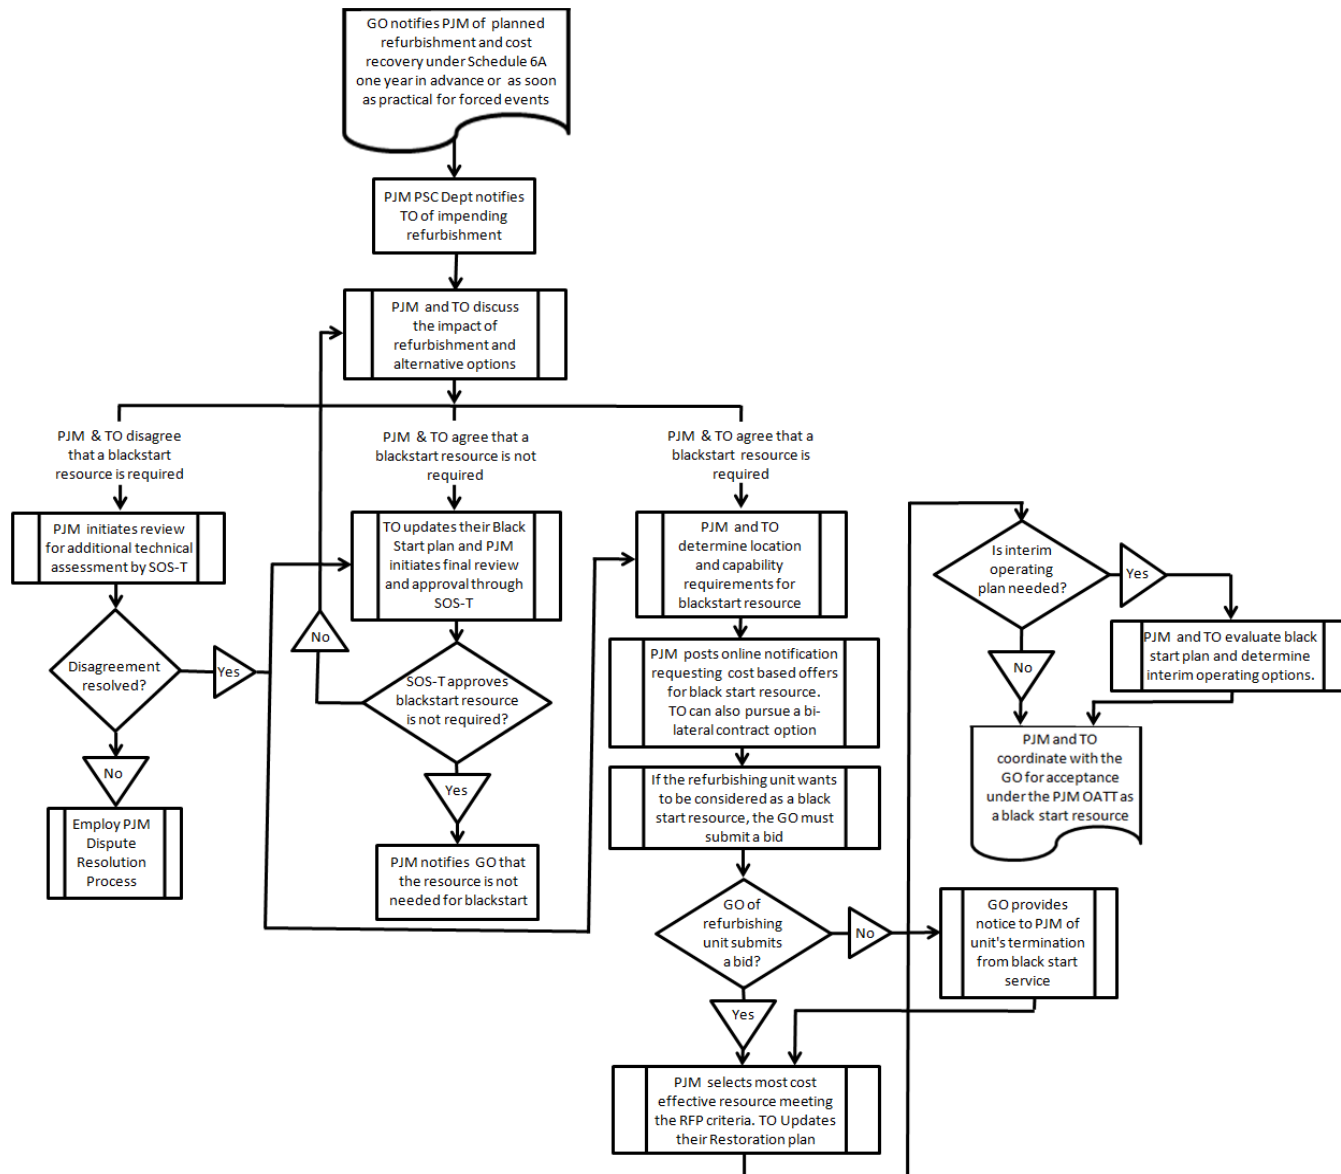 GO notifies PJM of planned
refurbishment and cost
recovery under Schedule 6A
one year in advance or as soon
as practical for forced events
PJM PSC Dept notifies
TO of impending
refurbishment
PJM and TO discuss
the impact of
refurbishment and
alternative options
PJM & TO disagree
that a blackstart
resource is required
PJM & TO agree that a
blackstart resource is not
required
PJM & TO agree that a
blackstart resource is
required
PJM initiates review
for additional technical
assessment by SOS-T
TO updates their Black
Start plan and PJM
initiates final review
and approval through
SOS-T
PJM and TO
determine location
and capability
requirements for
blackstart resource
Is interim
operating
plan needed?
Yes
No
PJM and TO evaluate black
start plan and determine
interim operating options.
Disagreement
resolved?
Yes
No
SOS-T approves
blackstart resource
is not required?
No
Yes
PJM posts online notification
requesting cost based offers
for black start resource.
TO can also pursue a bi-
lateral contract option
PJM and TO
coordinate with the
GO for acceptance
under the PJM OATT as
a black start resource
If the refurbishing unit wants
to be considered as a black
start resource, the GO must
submit a bid
Employ PJM
Dispute
Resolution
Process
PJM notifies GO that
the resource is not
needed for blackstart
GO of
refurbishing
unit submits
a bid?
No
Yes
GO provides
notice to PJM of
unit's termination
from black start
service
PJM selects most cost
effective resource meeting
the RFP criteria. TO Updates
their Restoration plan